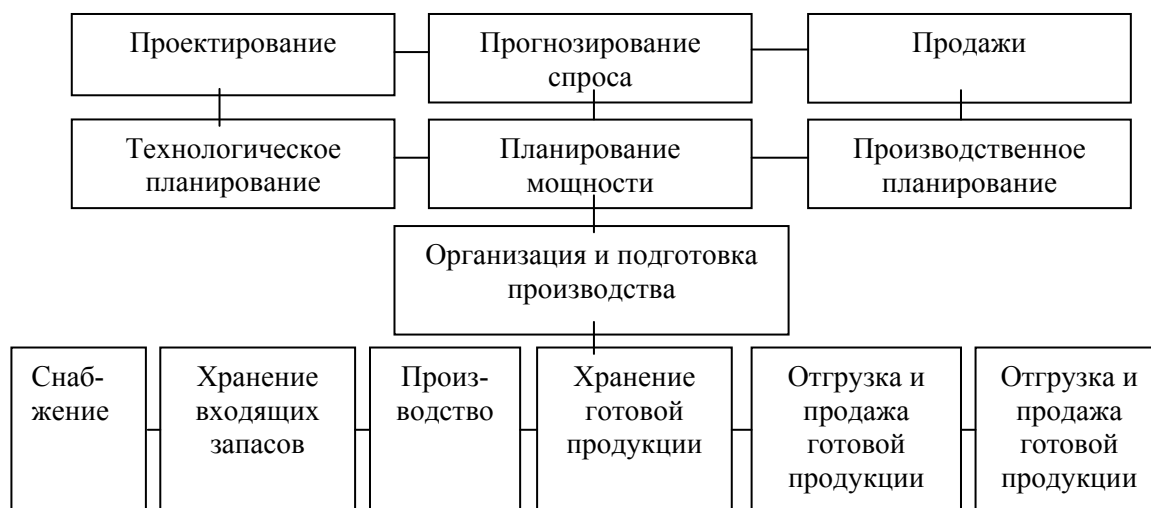 Проектирование
Прогнозирование
спроса
Продажи
Технологическое
планирование
Планирование
мощности
Производственное
планирование
Организация и подготовка
производства
Снаб-
жение
Хранение
входящих
запасов
Произ-
водство
Хранение
готовой
продукции
Отгрузка и
продажа
готовой
продукции
Отгрузка и
продажа
готовой
продукции